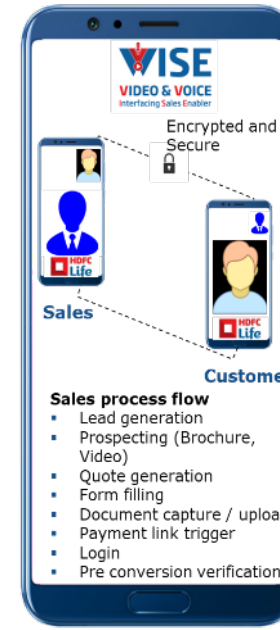 WISE
VIDEO & VOICE
Interfacing Sales Enabler
Encrypted and
Secure
HDFC
Life
HDFC
Life
Sales
Custome
Sales process flow
▪ Lead generation
▪ Prospecting (Brochure,
Video)
▪ Quote generation
▪ Form filling
▪ Document capture / uploa
▪ Payment link trigger
▪ Login
▪ Pre conversion verification